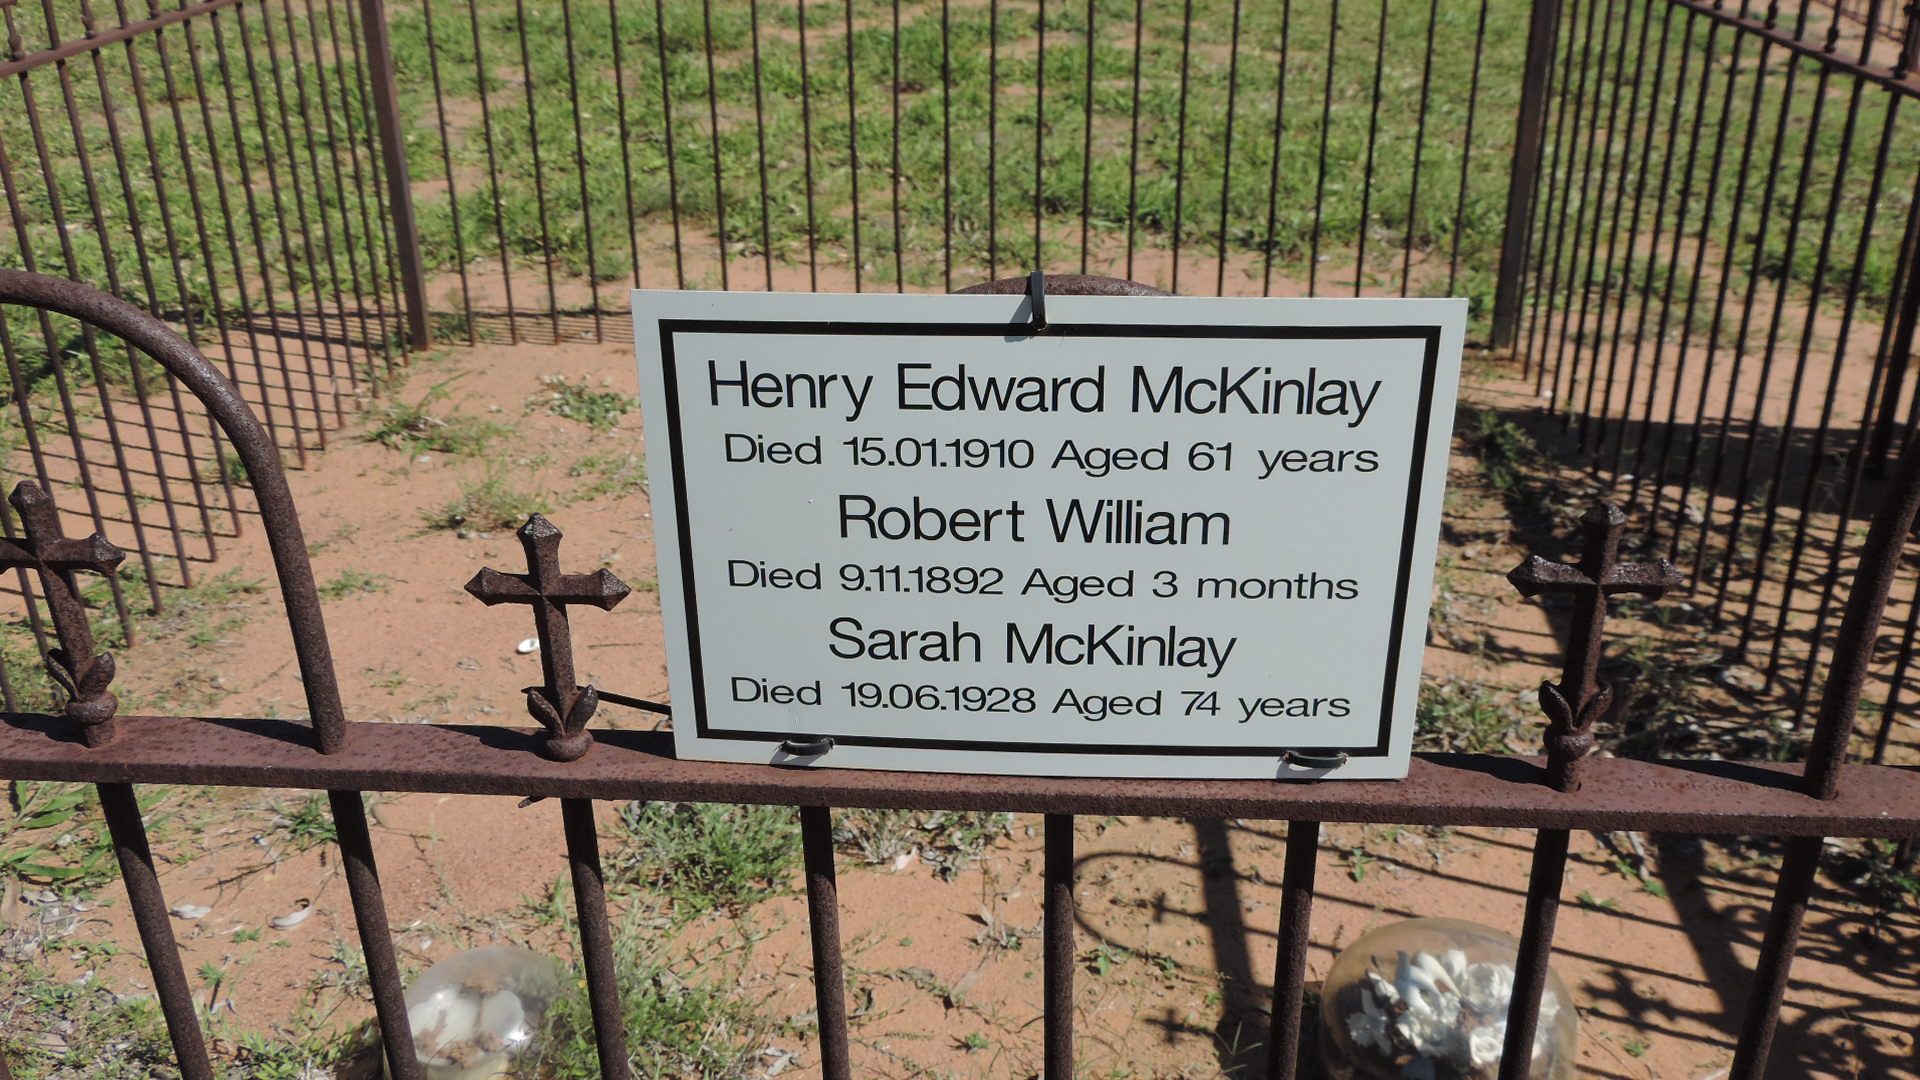 Henry Edward McKinlay
Died 15.01.1910 Aged 61 years
Robert William
Died 9.11.1892 Aged 3 months
Sarah McKinlay
Died 19.06.1928 Aged 74 years